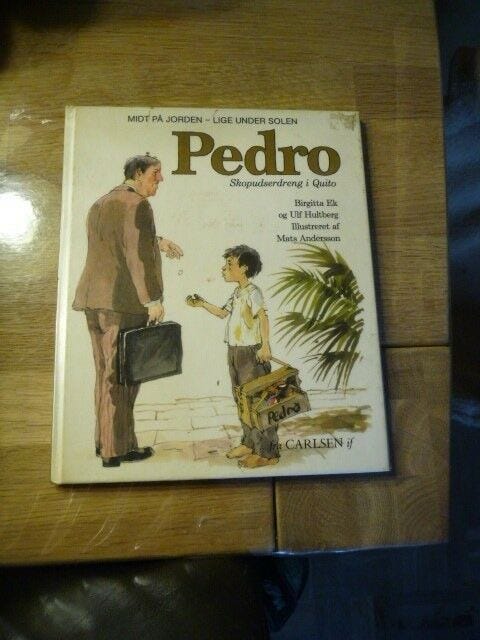 MIDT PÅ JORDEN - LIGE UNDER SOLEN
Pedro
Skopudserdreng i Quito
Birgitta Ek
og Ulf Hultberg
Illustreret af
Mats Andersson
Pedro
fra CARLSEN if